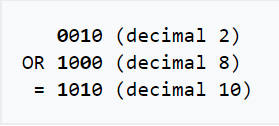 0010 (decimal 2)
OR 1000 (decimal 8)
= 1010 (decimal 10)